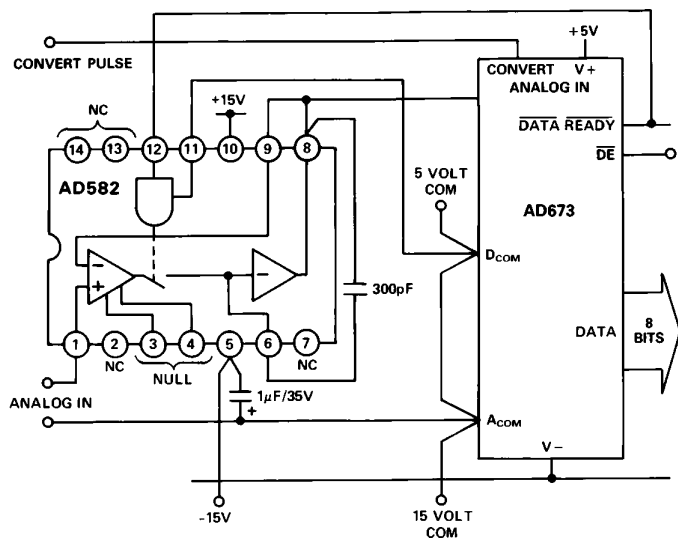 +5V
CONVERT PULSE
CONVERT V+
ANALOG IN
+15V
NC
DATA READY
14 13 12 11 10 9 8
DE
AD582
5 VOLT
COM
AD673
DCOM
300pF
−
+
−
DATA
8
BITS
1 2 3 4 5 6 7
NC
NULL
NC
ANALOG IN
1μF/35V
+
ACOM
V−
-15V
15 VOLT
COM